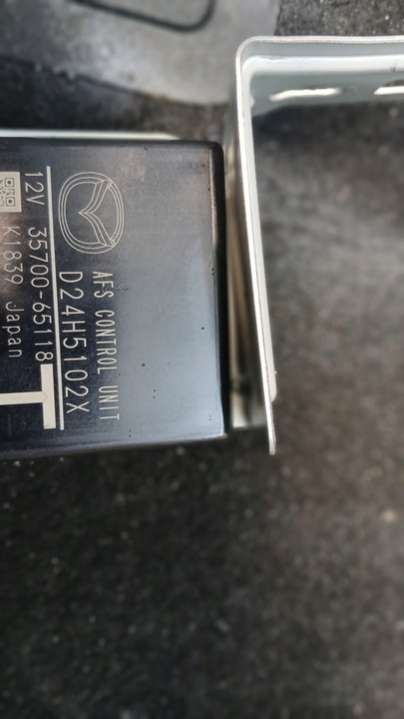 AFS CONTROL UNIT
D24H5102X
12V 35700-65118
K1839 Japan
T